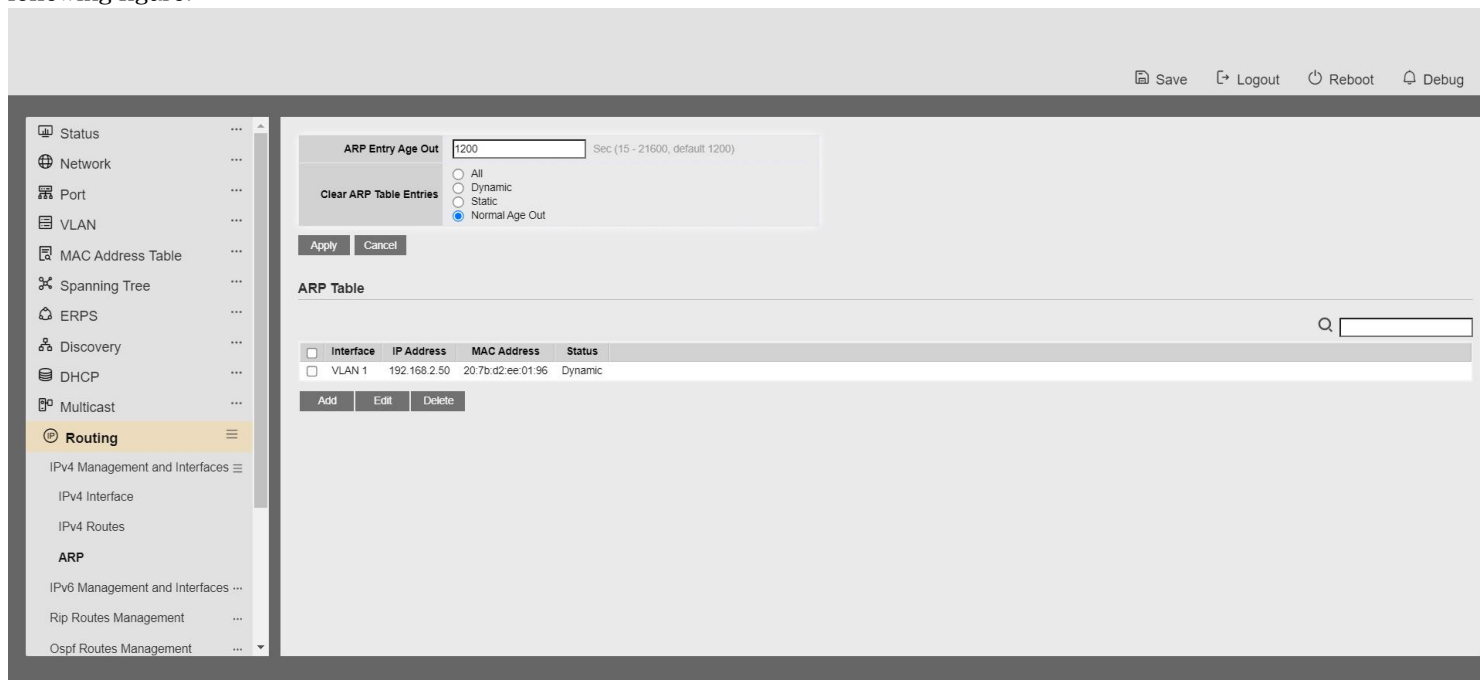 Save Logout Reboot Debug
Status ...
Network ...
Port ...
VLAN ...
MAC Address Table ...
Spanning Tree ...
ERPS ...
Discovery ...
DHCP ...
Multicast ...
Routing
IPv4 Management and Interfaces
IPv4 Interface
IPv4 Routes
ARP
IPv6 Management and Interfaces ...
Rip Routes Management ...
Ospf Routes Management ...
ARP Entry Age Out 1200 Sec (15 - 21600, default 1200)
Clear ARP Table Entries
All
Dynamic
Static
Normal Age Out
Apply Cancel
ARP Table
Interface IP Address MAC Address Status
VLAN 1 192.168.2.50 20:7b:d2:ee:01:96 Dynamic
Add Edit Delete